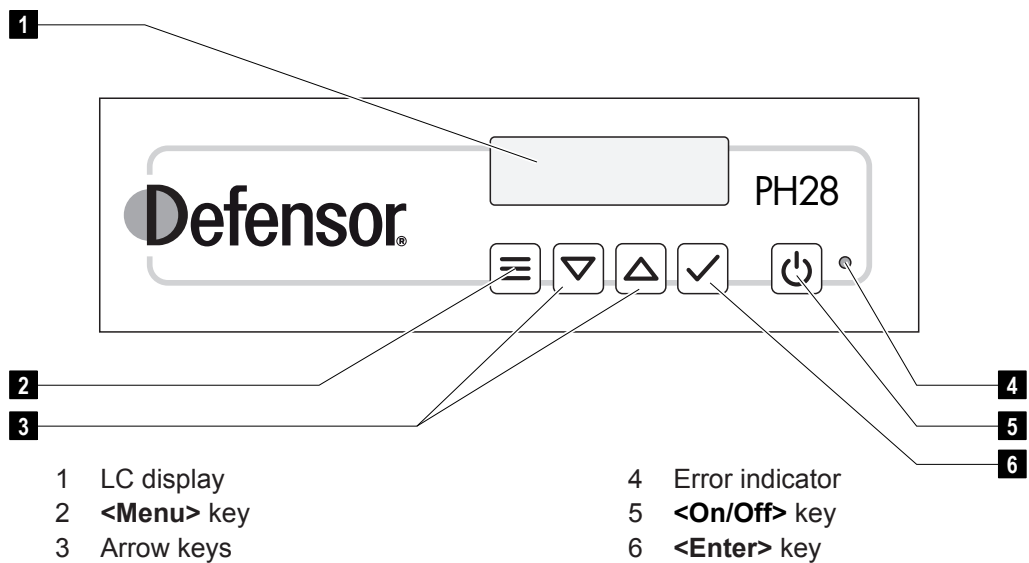 1
Defensor®
PH28
2
3
4
5
6
1 LC display
2 <Menu> key
3 Arrow keys
4 Error indicator
5 <On/Off> key
6 <Enter> key